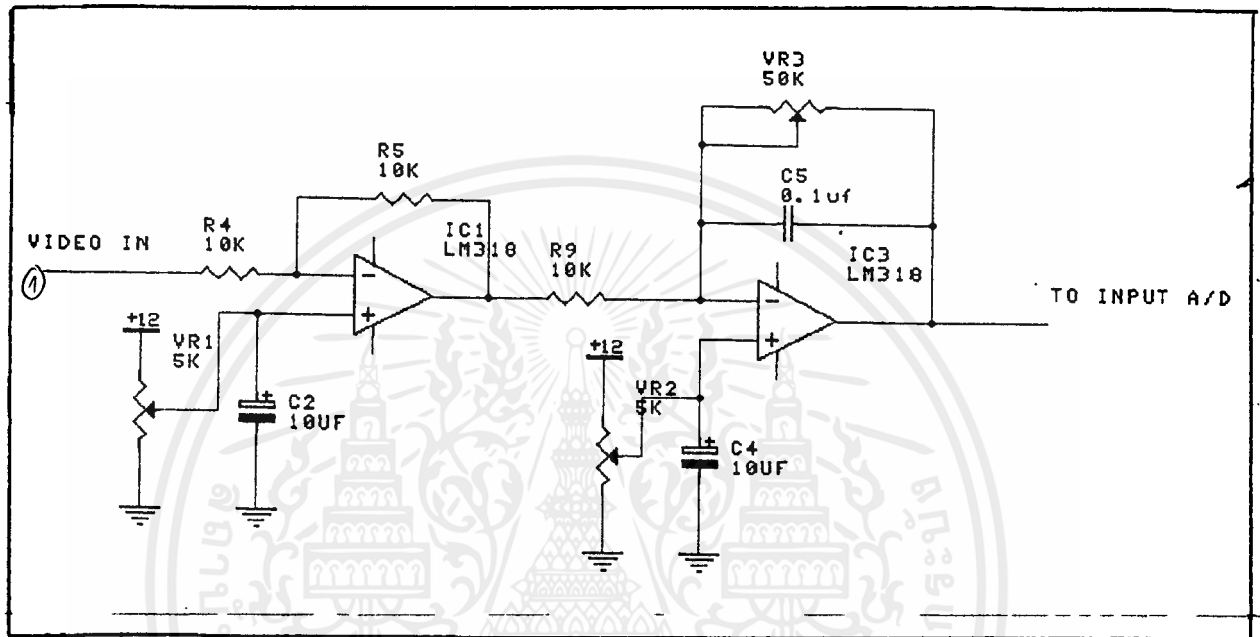 VR3
50K
R5
10K
C5
0.1uf
R4
10K
VIDEO IN
IC1
LM318
R9
10K
IC3
LM318
1
TO INPUT A/D
+12
VR1
5K
+12
VR2
5K
C2
10UF
C4
10UF